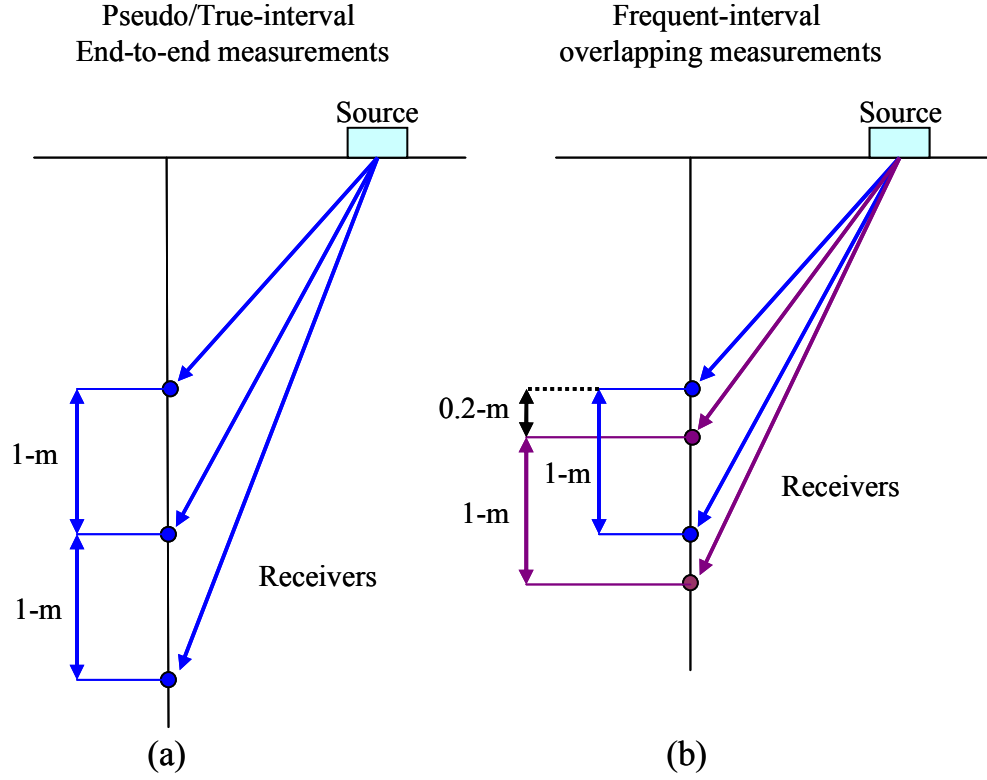 Pseudo/True-interval
End-to-end measurements
Source
1-m
1-m
Receivers
(a)
Frequent-interval
overlapping measurements
Source
0.2-m
1-m
1-m
Receivers
(b)